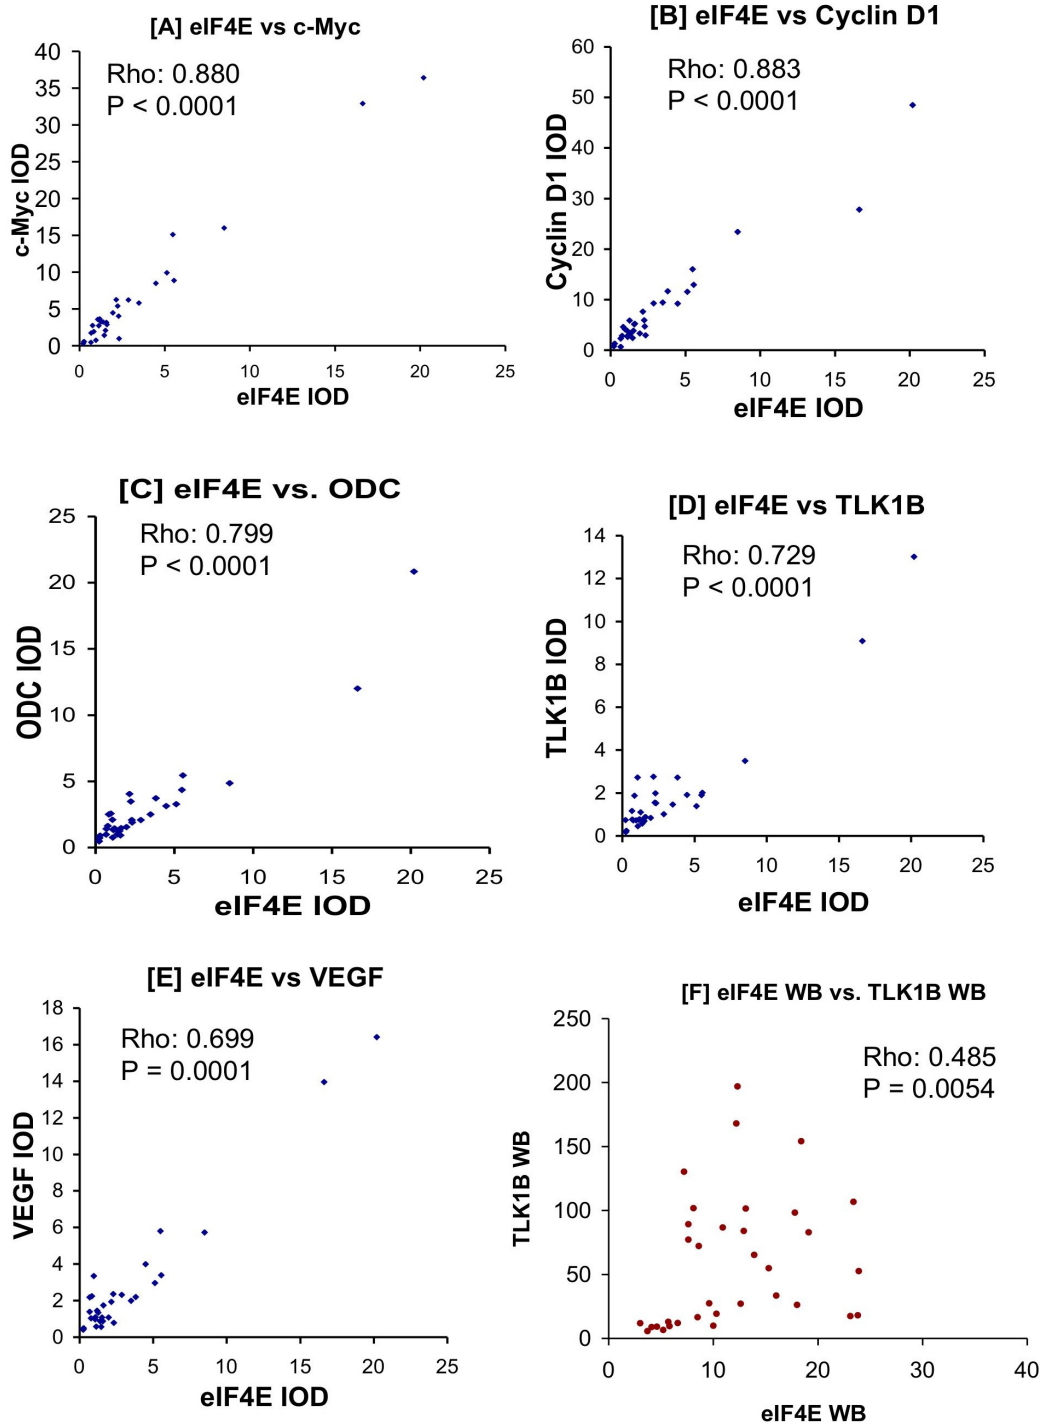 [A] eIF4E vs c-Myc
Rho: 0.880
P < 0.0001
c-Myc IOD
40
35
30
25
20
15
10
5
0
0 5 10 15 20 25
eIF4E IOD
[B] eIF4E vs Cyclin D1
Rho: 0.883
P < 0.0001
Cyclin D1 IOD
60
50
40
30
20
10
0
0 5 10 15 20 25
eIF4E IOD
[C] eIF4E vs. ODC
Rho: 0.799
P < 0.0001
ODC IOD
25
20
15
10
5
0
0 5 10 15 20 25
eIF4E IOD
[D] eIF4E vs TLK1B
Rho: 0.729
P < 0.0001
TLK1B IOD
14
12
10
8
6
4
2
0
0 5 10 15 20 25
eIF4E IOD
[E] eIF4E vs VEGF
Rho: 0.699
P = 0.0001
VEGF IOD
18
16
14
12
10
8
6
4
2
0
0 5 10 15 20 25
eIF4E IOD
[F] eIF4E WB vs. TLK1B WB
Rho: 0.485
P = 0.0054
TLK1B WB
250
200
150
100
50
0
0 10 20 30 40
eIF4E WB